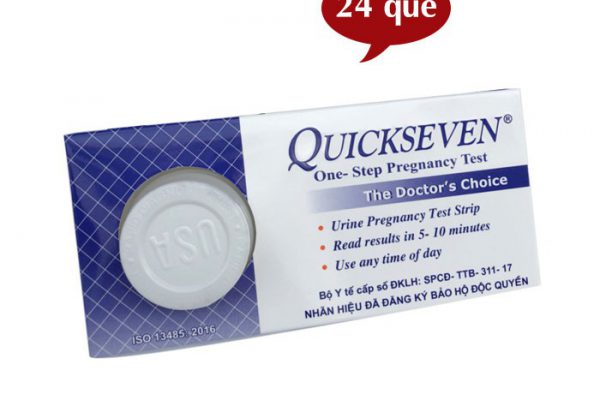 24 que
QUICKSEVEN®
One- Step Pregnancy Test
The Doctor's Choice
• Urine Pregnancy Test Strip
• Read results in 5- 10 minutes
• Use any time of day
Bộ Y tế cấp số ĐKLH: SPCĐ- TTB- 311- 17
NHÃN HIỆU ĐÃ ĐĂNG KÝ BẢO HỘ ĐỘC QUYỀN
USA
ISO 13485: 2016